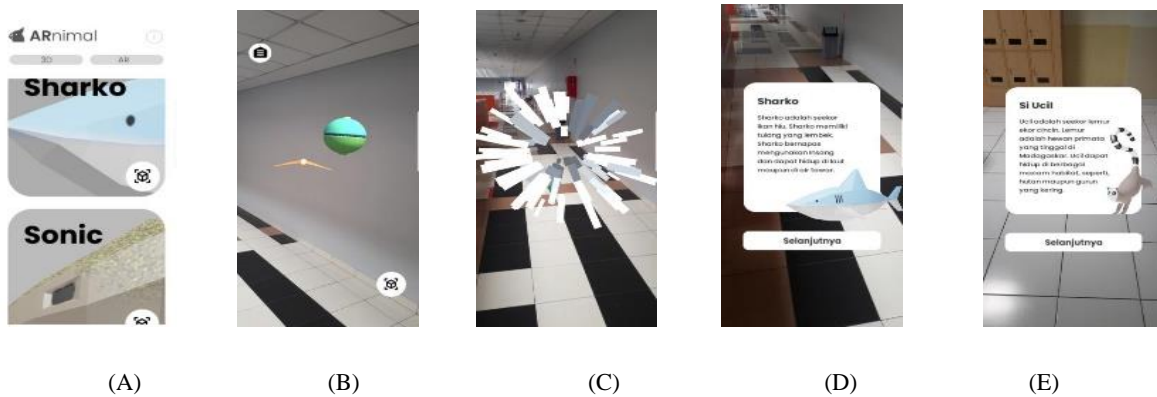 ARnimal
3D AR
Sharko
Sonic
Sharko
Sharko adalah seekor
ikan hiu. Sharko memiliki
tulang yang lembek.
Sharko bernapas
mengunakan insang
dan dapat hidup di laut
maupun di air tawar.
Selanjutnya
Si Ucil
Ucil adalah seekor lemur
ekor cincin. Lemur
adalah hewan primata
yang tinggal di
Madagaskar. Ucil dapat
hidup di berbagai
macam habitat, seperti,
hutan maupun gurun
yang kering.
Selanjutnya
(A) (B) (C) (D) (E)